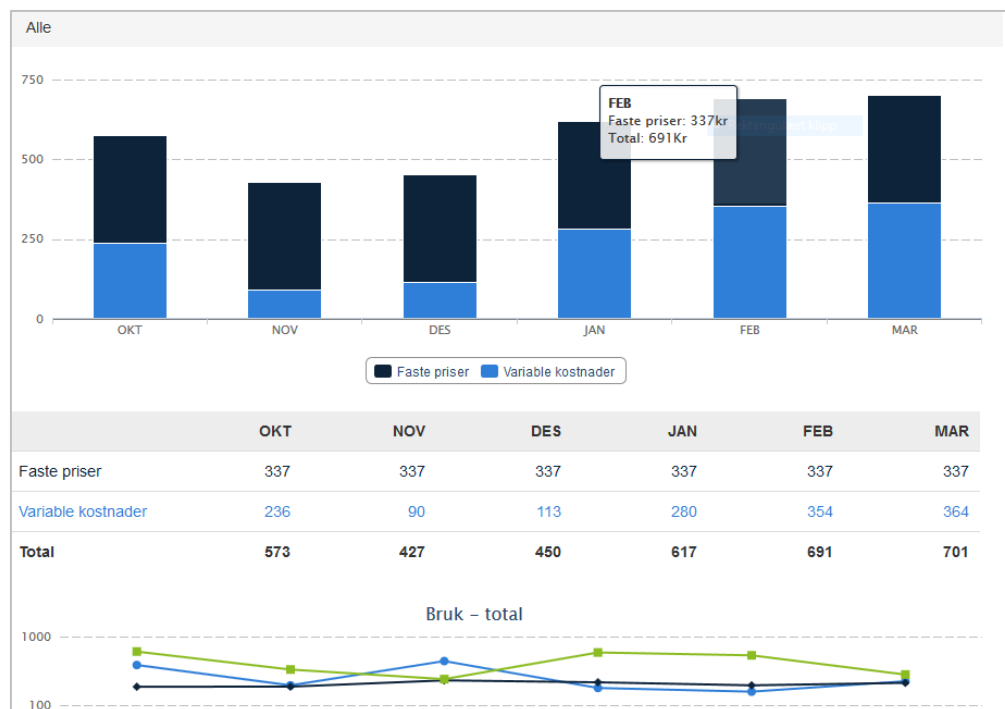 Alle
750
500
250
0
FEB
Faste priser: 337kr
Total: 691Kr
OKT NOV DES JAN FEB MAR
Faste priser Variable kostnader
OKT NOV DES JAN FEB MAR
Faste priser 337 337 337 337 337 337
Variable kostnader 236 90 113 280 354 364
Total 573 427 450 617 691 701
Bruk – total
1000
100